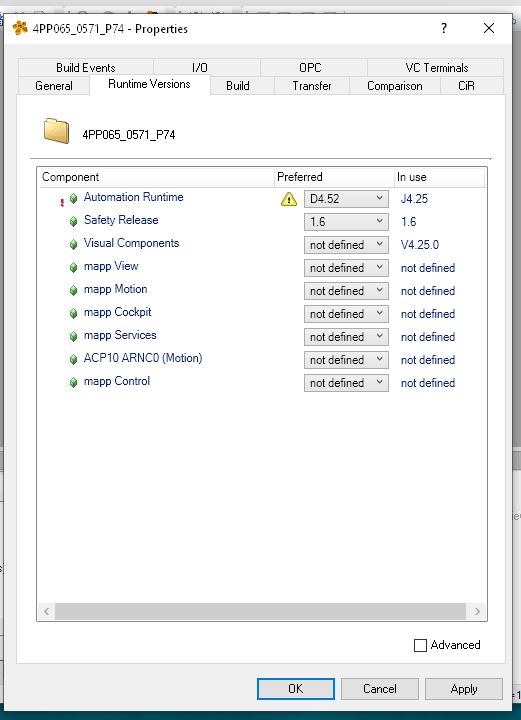 4PP065_0571_P74 - Properties
?
Build Events I/O OPC VC Terminals
General Runtime Versions Build Transfer Comparison CiR
4PP065_0571_P74
Component Preferred In use
Automation Runtime D4.52 J4.25
Safety Release 1.6 1.6
Visual Components not defined V4.25.0
mapp View not defined not defined
mapp Motion not defined not defined
mapp Cockpit not defined not defined
mapp Services not defined not defined
ACP10 ARNC0 (Motion) not defined not defined
mapp Control not defined not defined
Advanced
OK Cancel Apply